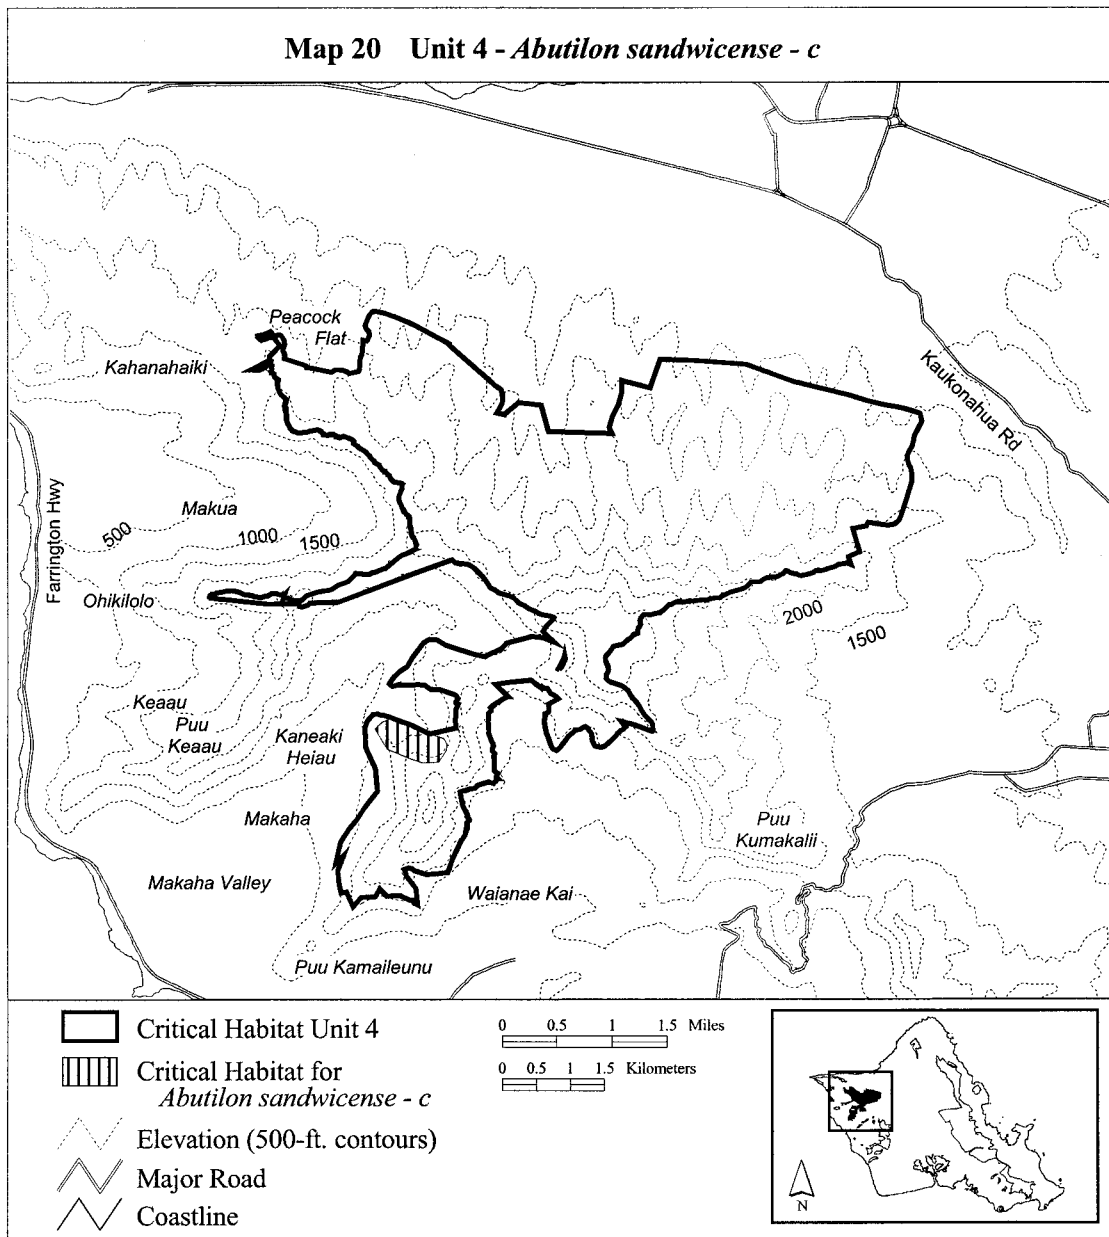 Map 20 Unit 4 - Abutilon sandwicense - c
Peacock
Flat
Kahanahaiki
Kaukonahua Rd
Farrington Hwy
Makua
500
1000
1500
Ohikilolo
2000
1500
Keaau
Puu
Keaau
Kaneaki
Heiau
Makaha
Puu
Kumakalii
Makaha Valley
Waianae Kai
Puu Kamaileunu
Critical Habitat Unit 4
Critical Habitat for
Abutilon sandwicense - c
Elevation (500-ft. contours)
Major Road
Coastline
0 0.5 1 1.5 Miles
0 0.5 1 1.5 Kilometers
N